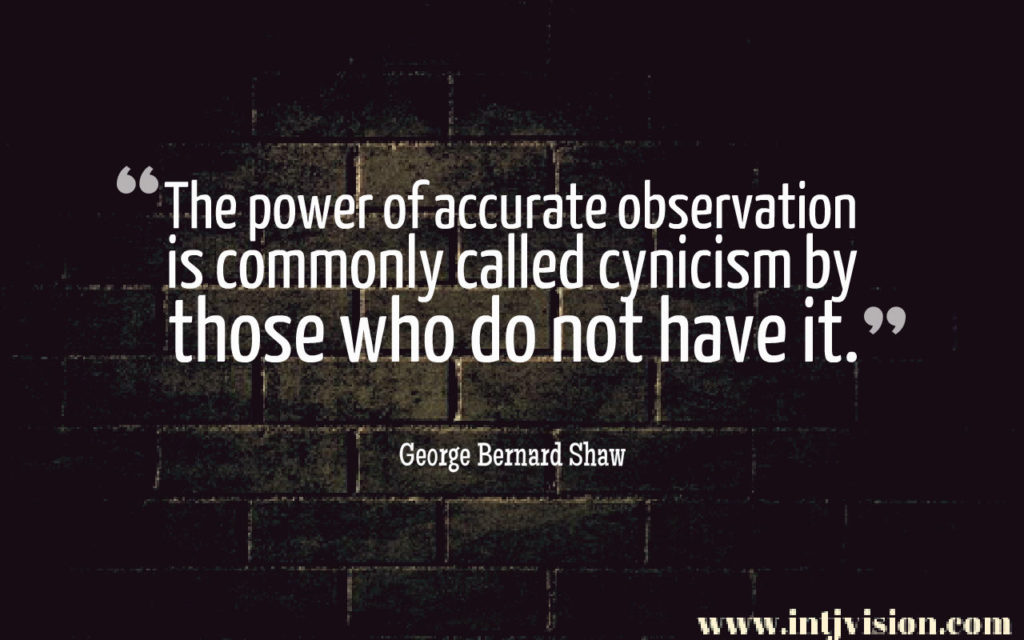 “The power of accurate observation
is commonly called cynicism by
those who do not have it.”
George Bernard Shaw
www.intjvision.com